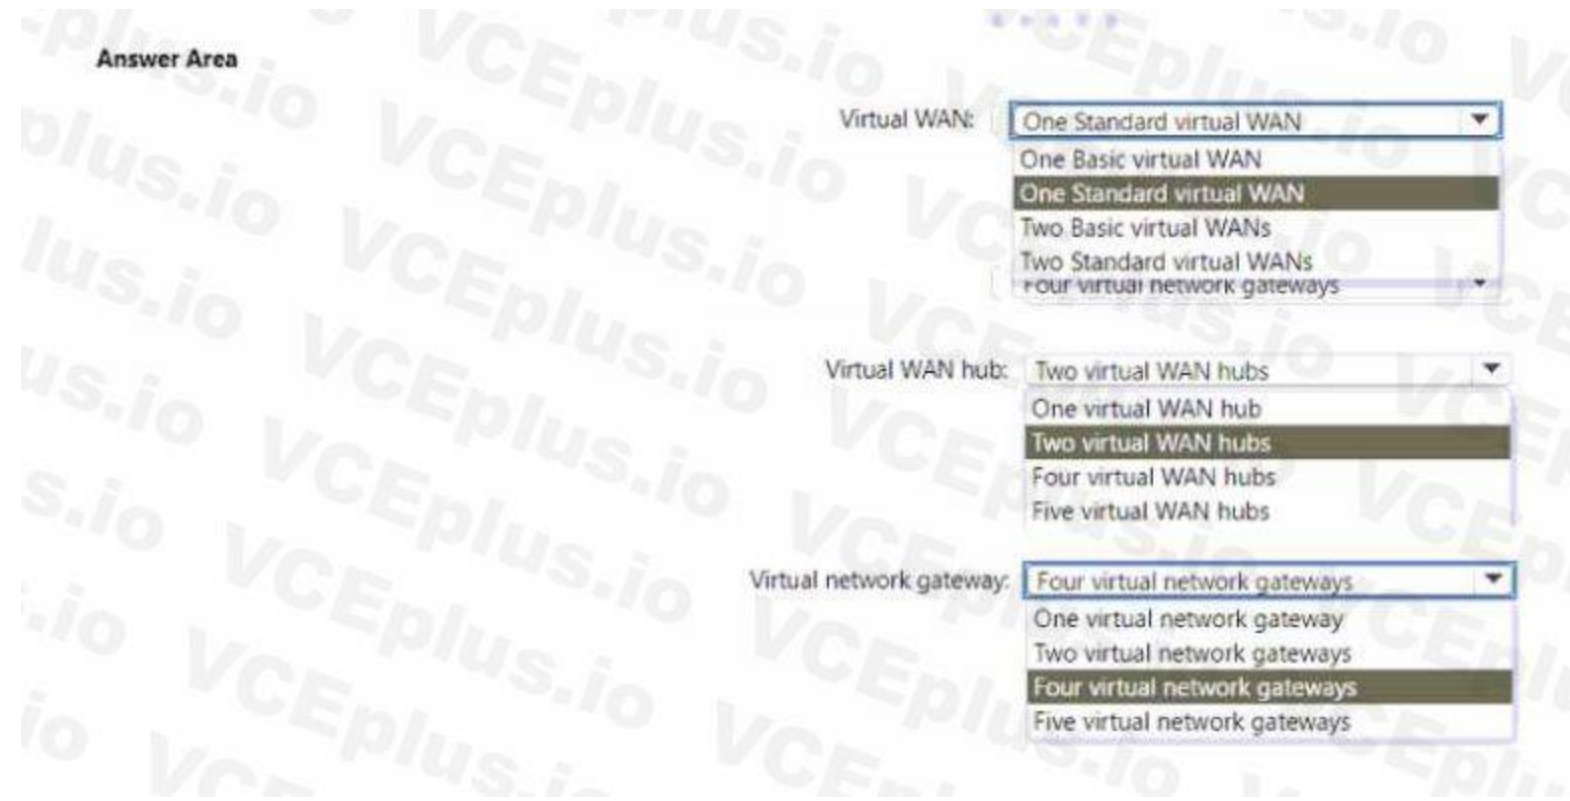 Answer Area
Virtual WAN: One Standard virtual WAN
One Basic virtual WAN
One Standard virtual WAN
Two Basic virtual WANs
Two Standard virtual WANs
Four virtual network gateways
Virtual WAN hub: Two virtual WAN hubs
One virtual WAN hub
Two virtual WAN hubs
Four virtual WAN hubs
Five virtual WAN hubs
Virtual network gateway: Four virtual network gateways
One virtual network gateway
Two virtual network gateways
Four virtual network gateways
Five virtual network gateways
VCEplus.io